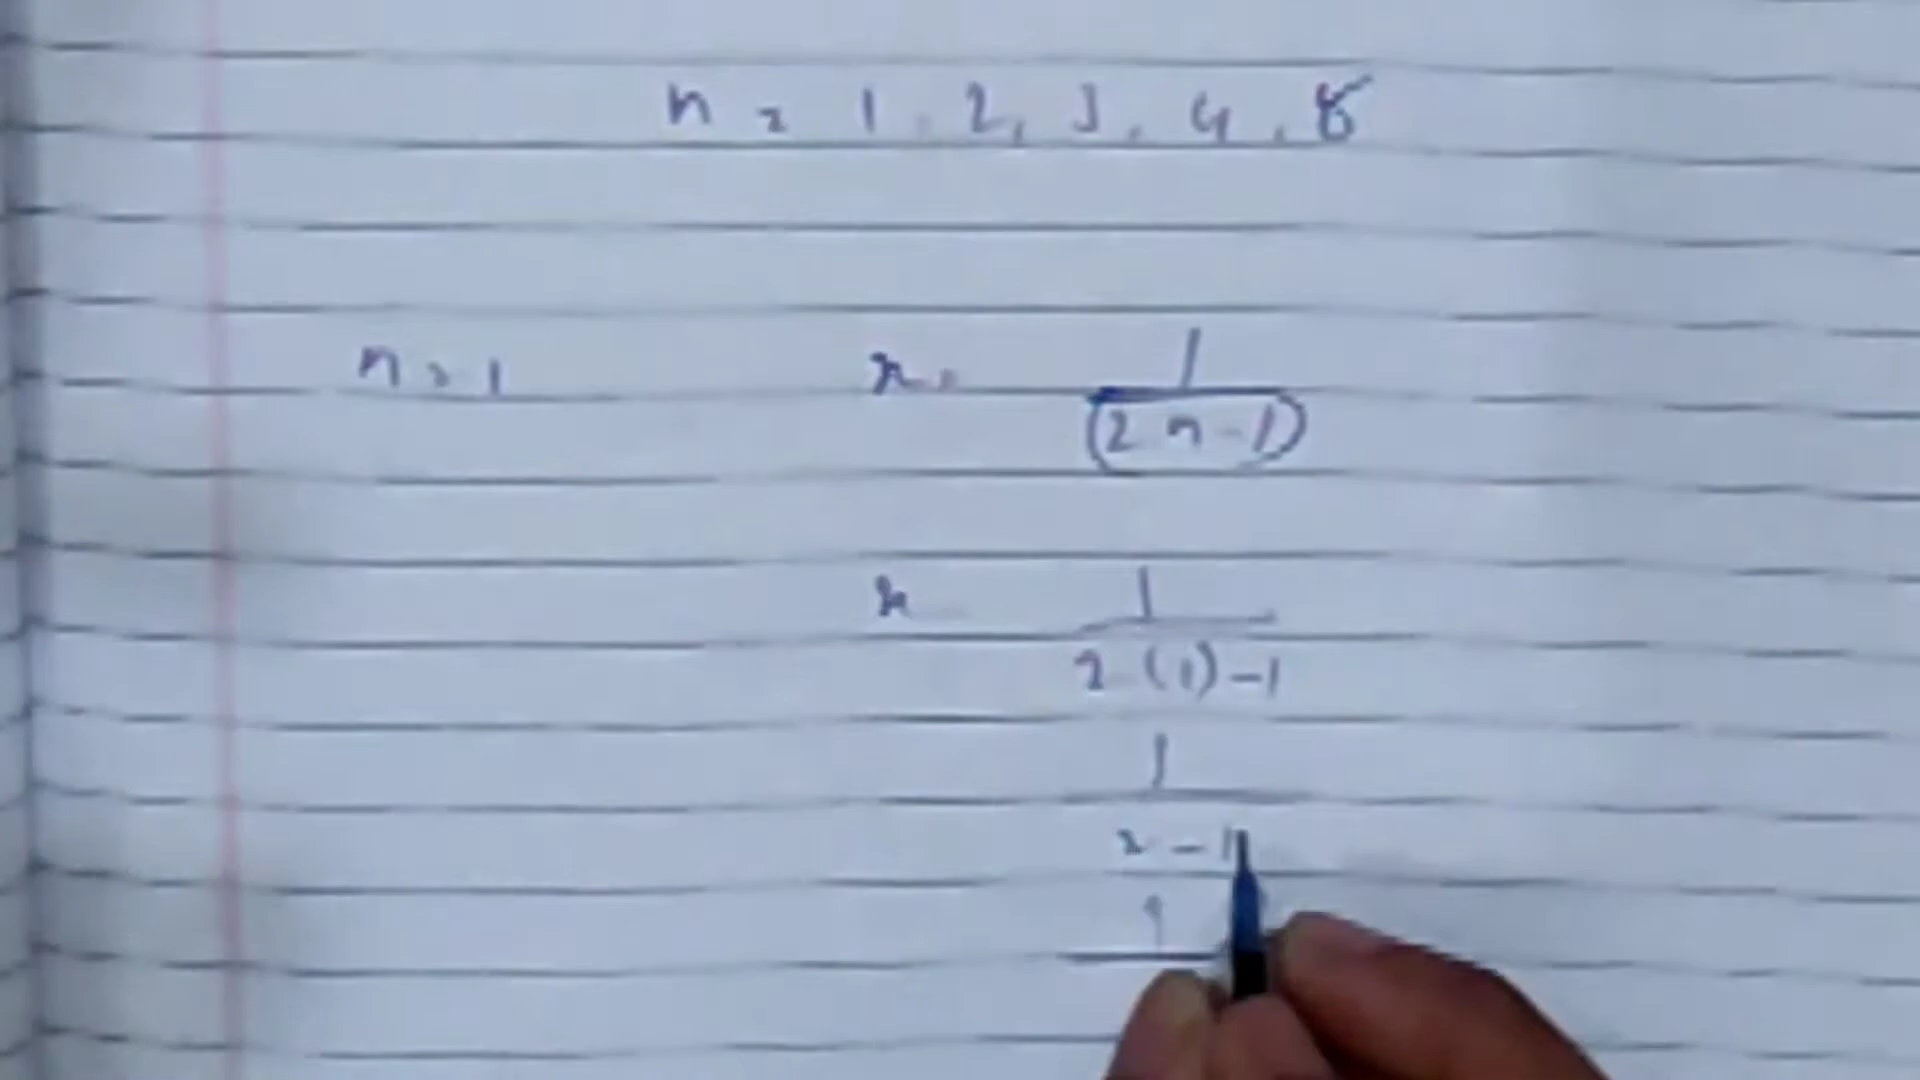 n = 1, 2, 3, 4, 5
n = 1 x = 1/(2n-1)
x 1/2(1)-1
1/2-1
1